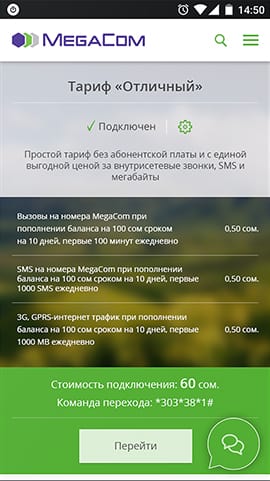 14:50
MEGACOM
Тариф «Отличный»
Подключен
Простой тариф без абонентской платы и с единой
выгодной ценой за внутрисетевые звонки, SMS и
мегабайты
Вызовы на номера MegaCom при
пополнении баланса на 100 сом сроком
на 10 дней, первые 100 минут ежедневно
0,50 сом.
SMS на номера MegaCom при пополнении
баланса на 100 сом сроком на 10 дней, первые
1000 SMS ежедневно
0,50 сом.
3G, GPRS-интернет трафик при пополнении
баланса на 100 сом сроком на 10 дней, первые
1000 MB ежедневно
0,50 сом.
Стоимость подключения: 60 сом.
Команда перехода: *303*38*1#
Перейти